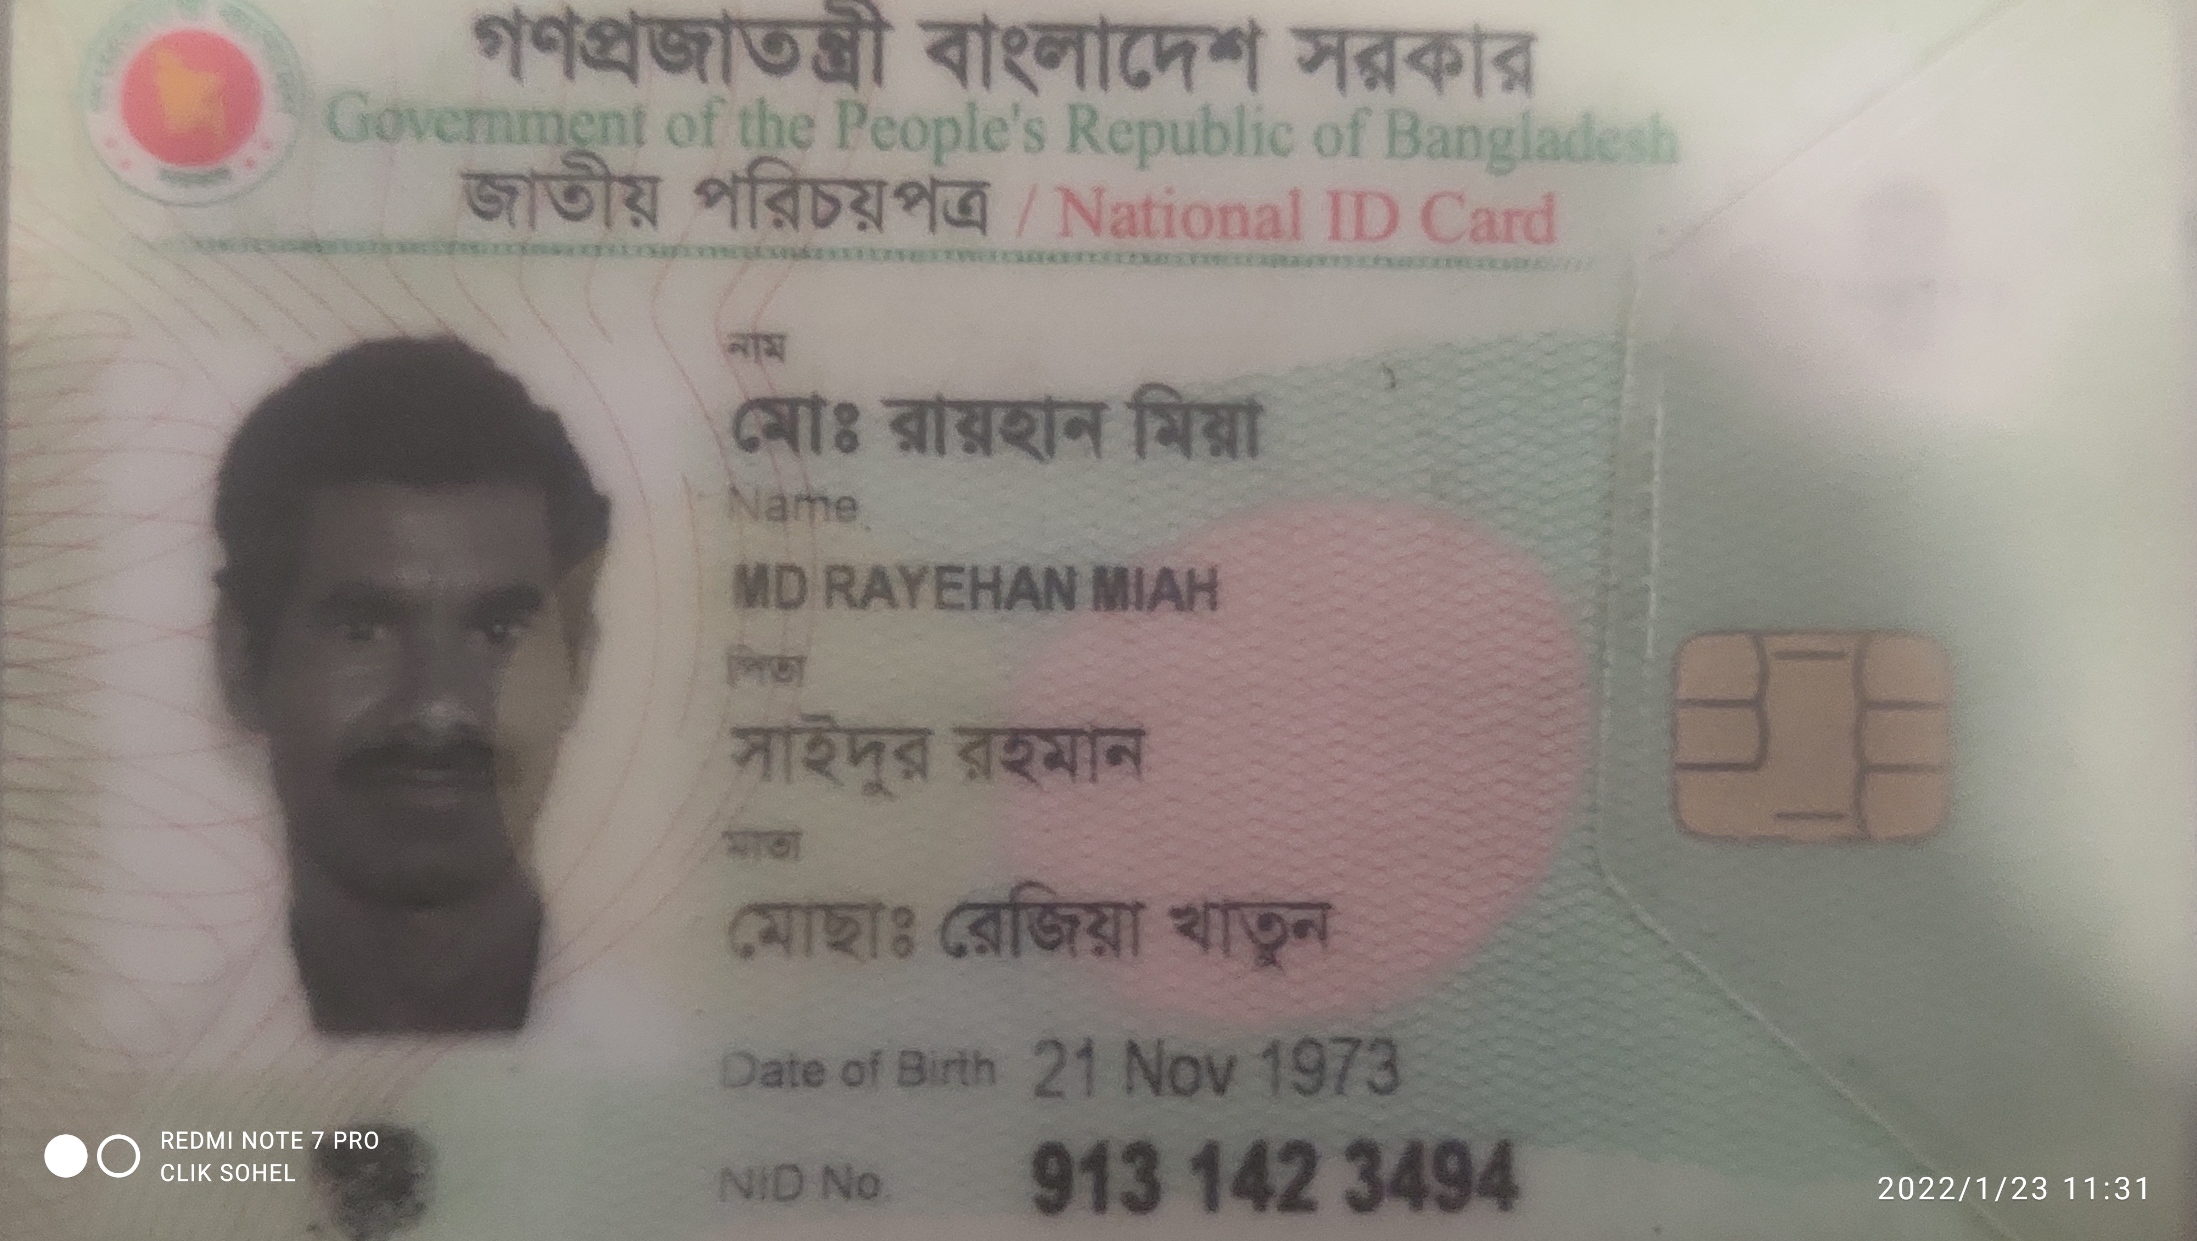 গণপ্রজাতন্ত্রী বাংলাদেশ সরকার
Government of the People's Republic of Bangladesh
জাতীয় পরিচয়পত্র / National ID Card
নাম
মোঃ রায়হান মিয়া
Name
MD RAYEHAN MIAH
পিতা
সাইদুর রহমান
মাতা
মোছাঃ রেজিয়া খাতুন
Date of Birth 21 Nov 1973
NID No. 913 142 3494
REDMI NOTE 7 PRO
CLIK SOHEL
2022/1/23 11:31